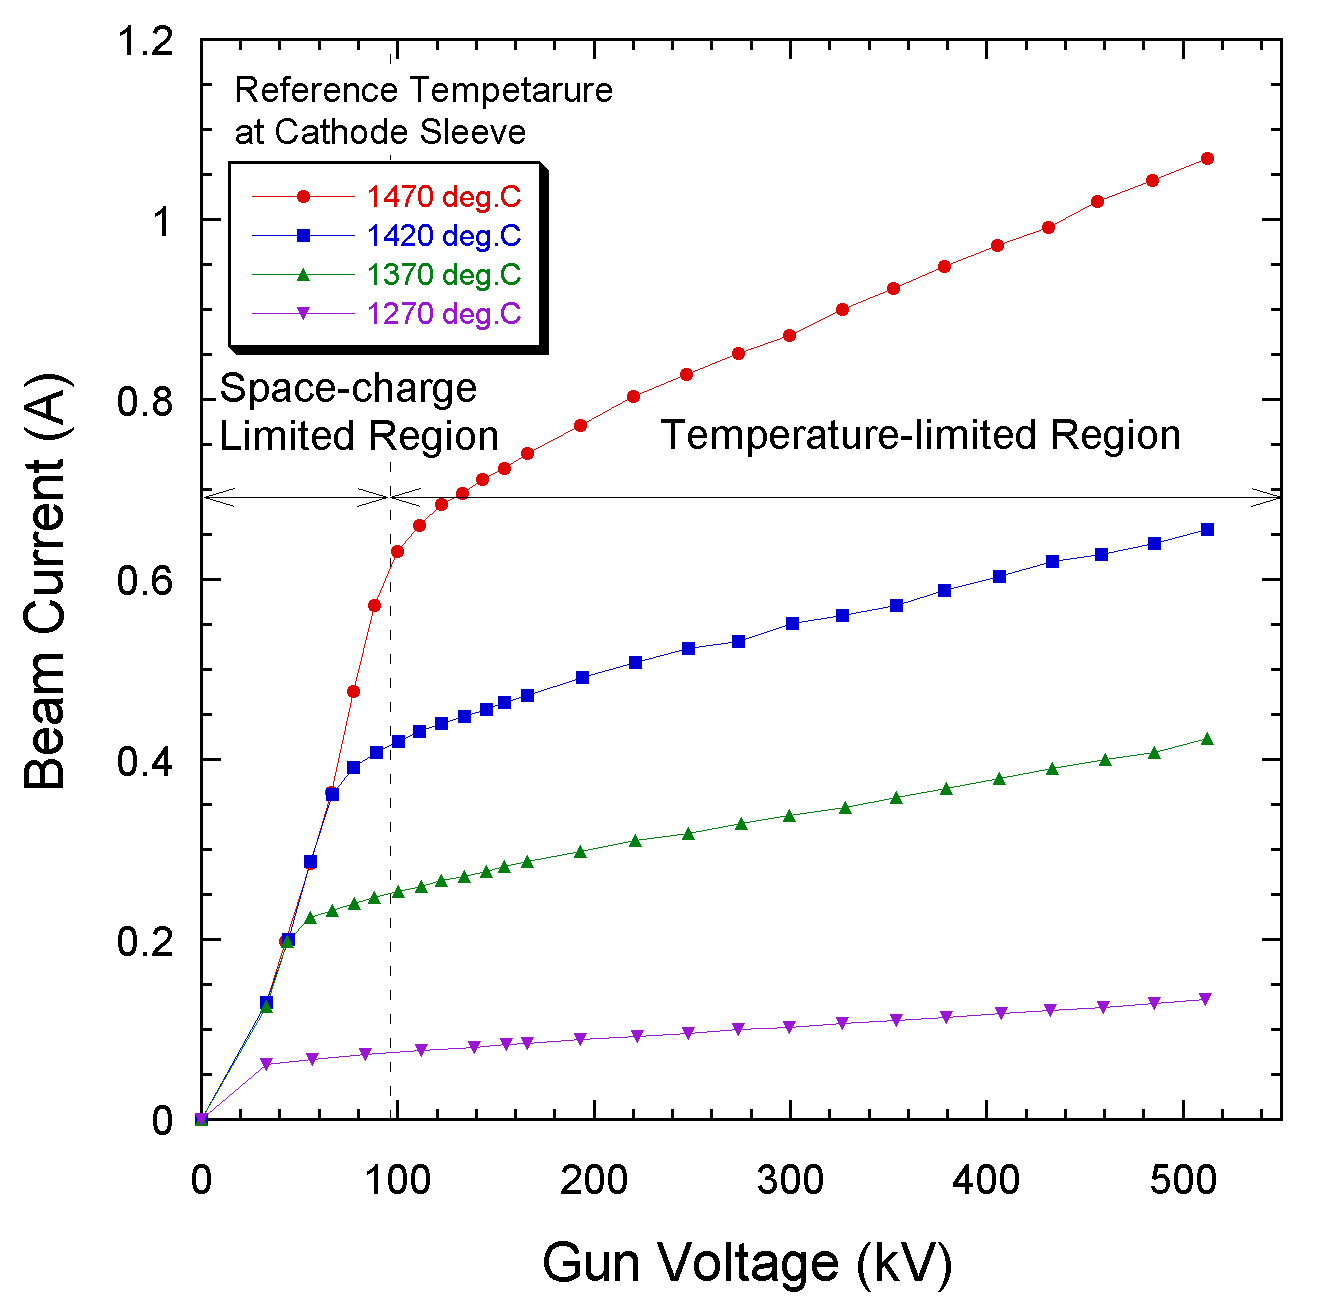 1.2
1
0.8
0.6
0.4
0.2
0
Beam Current (A)
Reference Tempetarure
at Cathode Sleeve
1470 deg.C
1420 deg.C
1370 deg.C
1270 deg.C
Space-charge
Limited Region
Temperature-limited Region
0 100 200 300 400 500
Gun Voltage (kV)